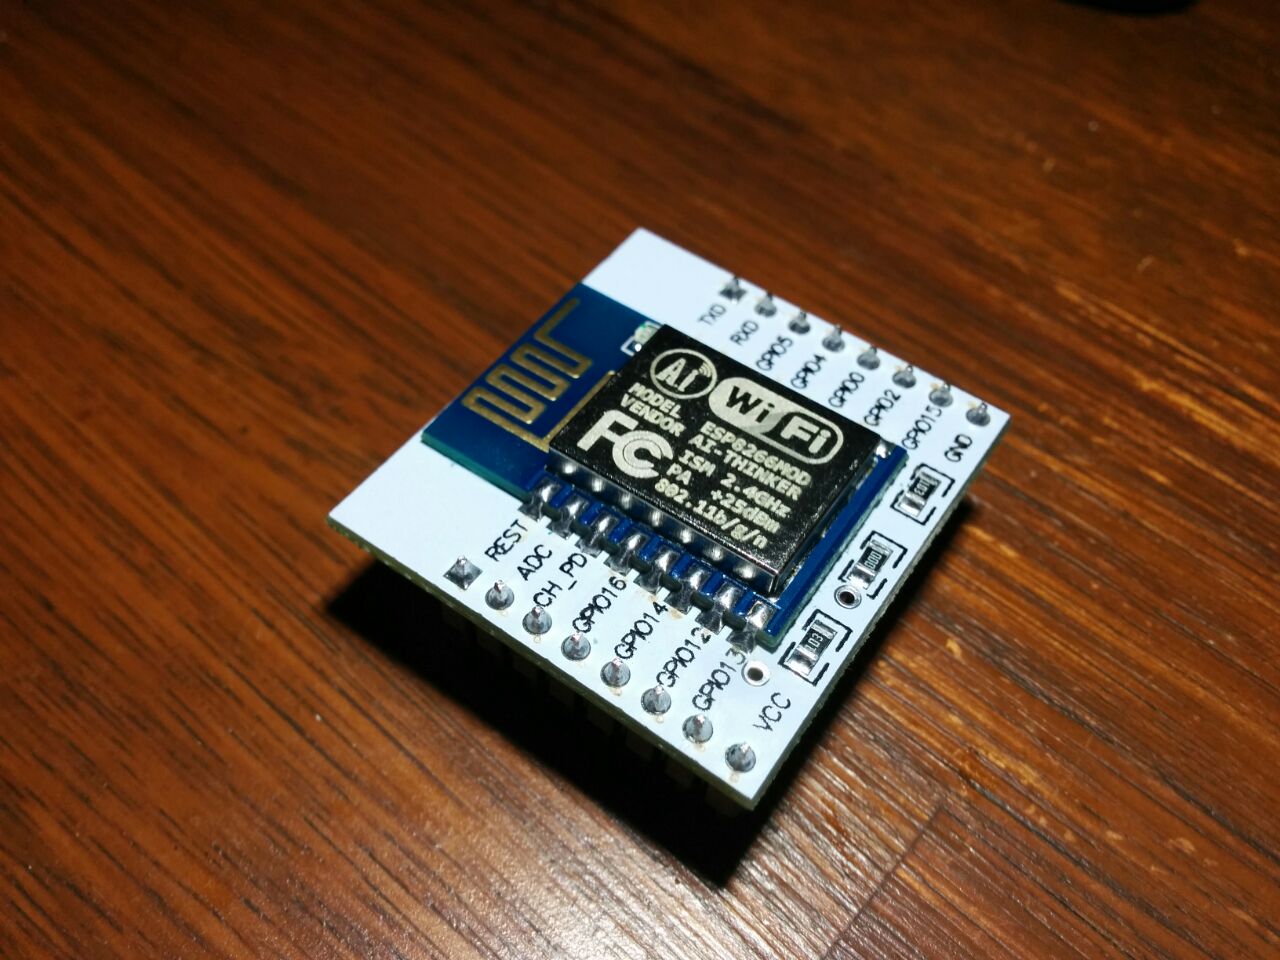 TXD
RXD
GPIO5
GPIO4
GPIO0
GPIO2
GPIO15
GND
Ai
Wi Fi
MODEL ESP8266MOD
VENDOR AI-THINKER
FC ISM 2.4GHz
PA +25dBm
802.11b/g/n
REST
ADC
CH_PD
GPIO16
GPIO14
GPIO12
GPIO13
VCC